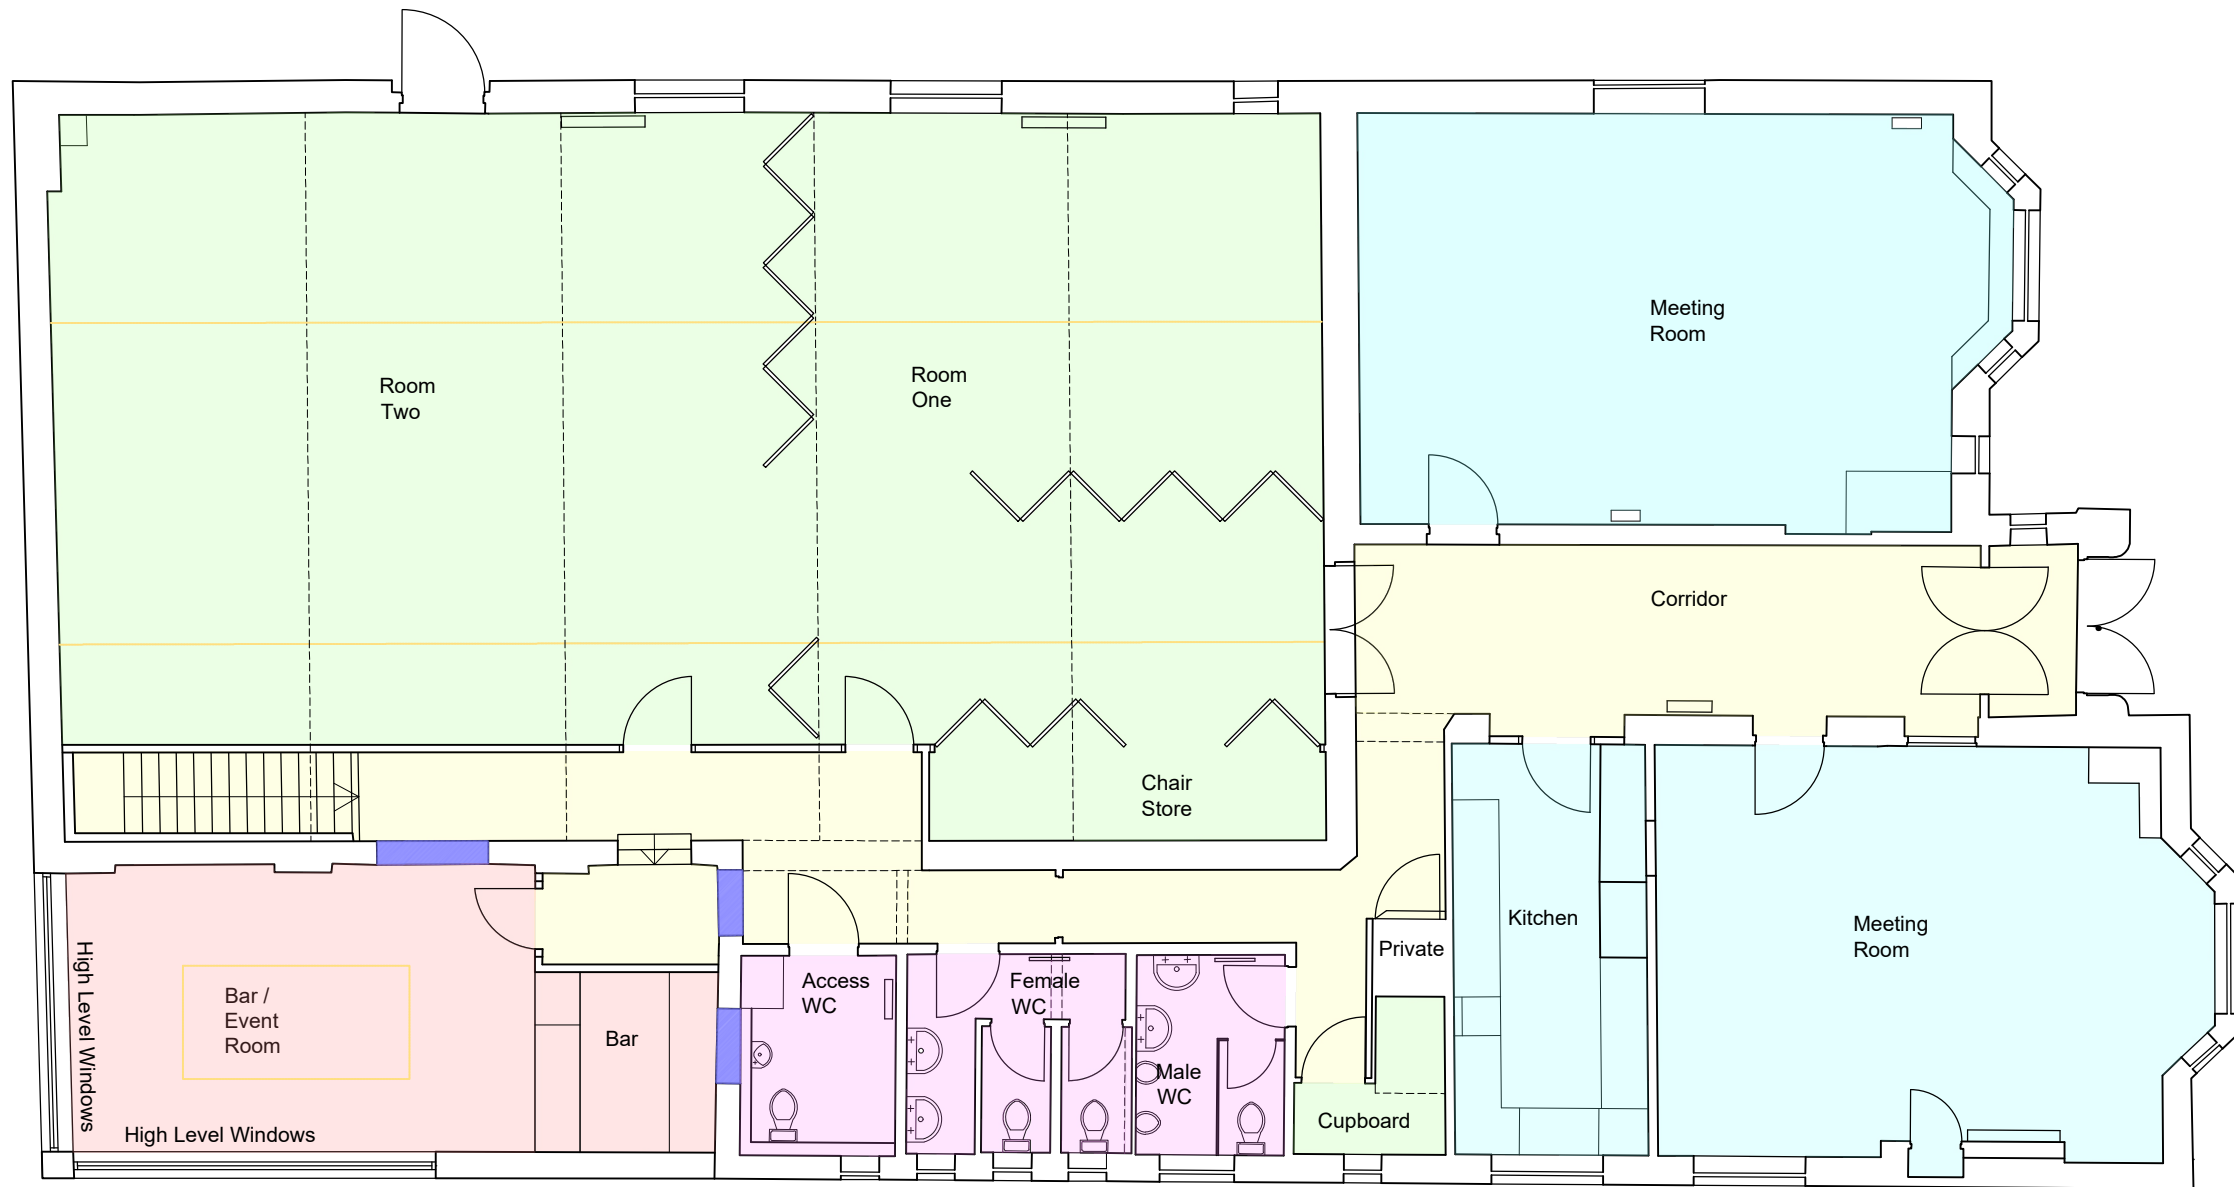 Meeting
Room
Room
Two
Room
One
Corridor
Chair
Store
Kitchen
Meeting
Room
Private
Access
WC
Female
WC
High Level Windows
Bar /
Event
Room
Bar
Male
WC
Cupboard
High Level Windows